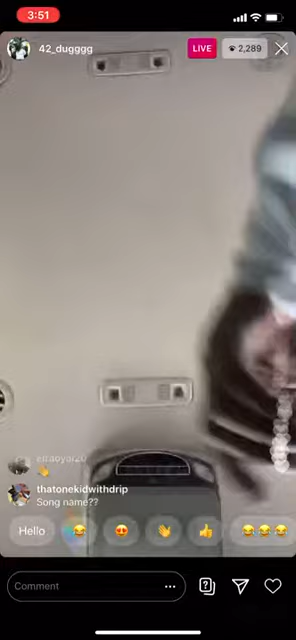 3:51
42_dugggg
LIVE
2,289
thatonekidwithdrip
Song name??
Hello
Comment